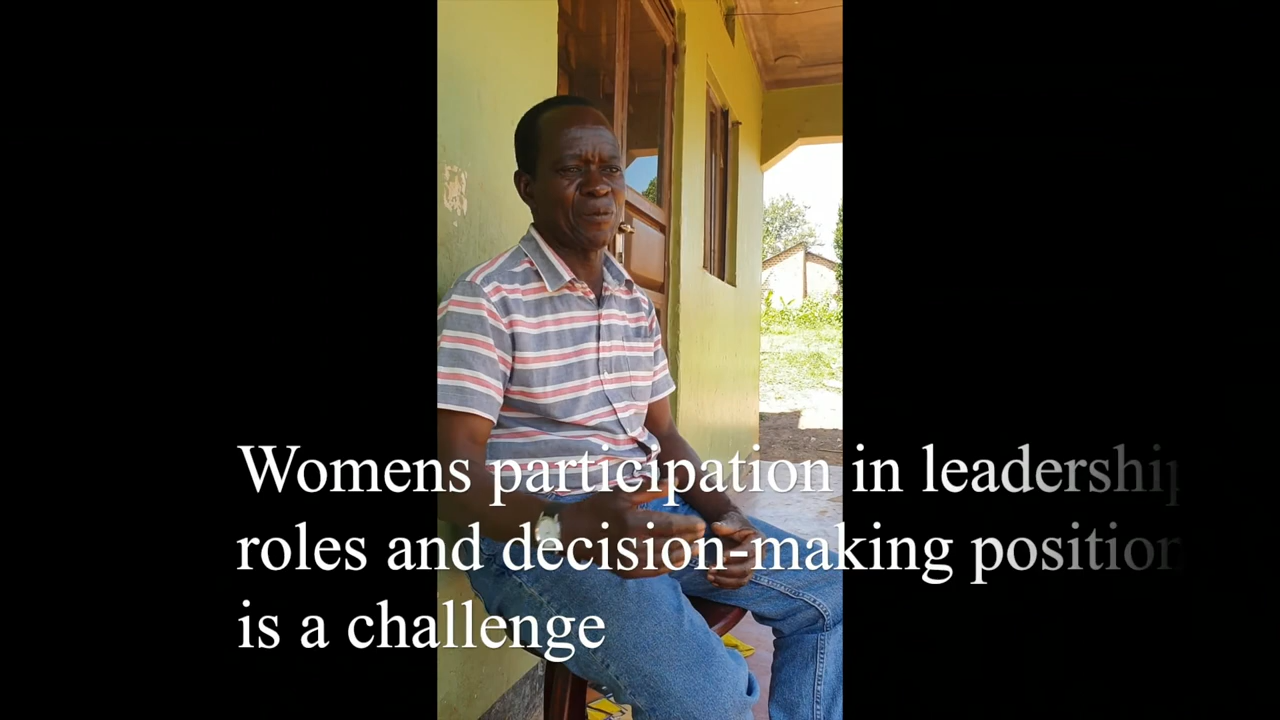 Womens participation in leadership
roles and decision-making position
is a challenge